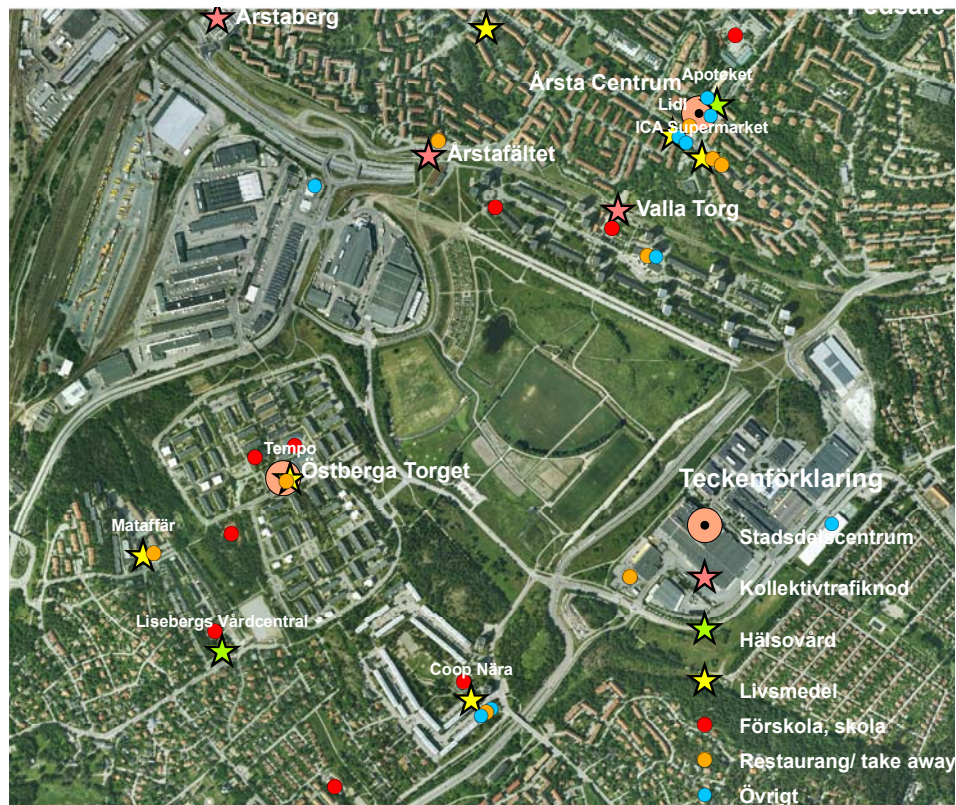 Årstaberg
Apoteket
Årsta Centrum
Lidl
ICA Supermarket
Årstafältet
Valla Torg
Tempo
Östberga Torget
Mataffär
Lisebergs Vårdcentral
Coop Nära
Teckenförklaring
Stadsdelscentrum
Kollektivtrafiknod
Hälsovård
Livsmedel
Förskola, skola
Restaurang/ take away
Övrigt